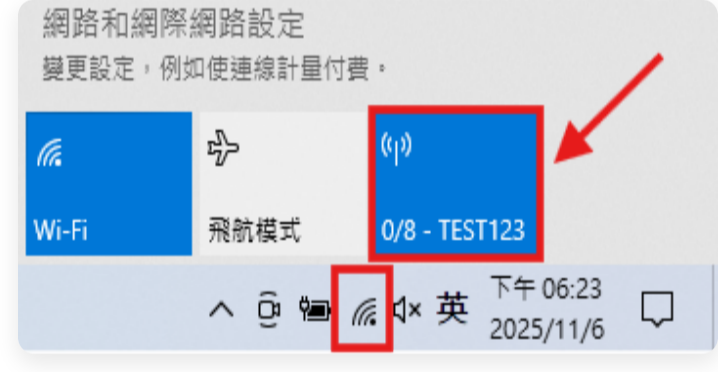 網路和網際網路設定
變更設定，例如使連線計量付費。
Wi-Fi
飛航模式
0/8 - TEST123
英
下午 06:23
2025/11/6